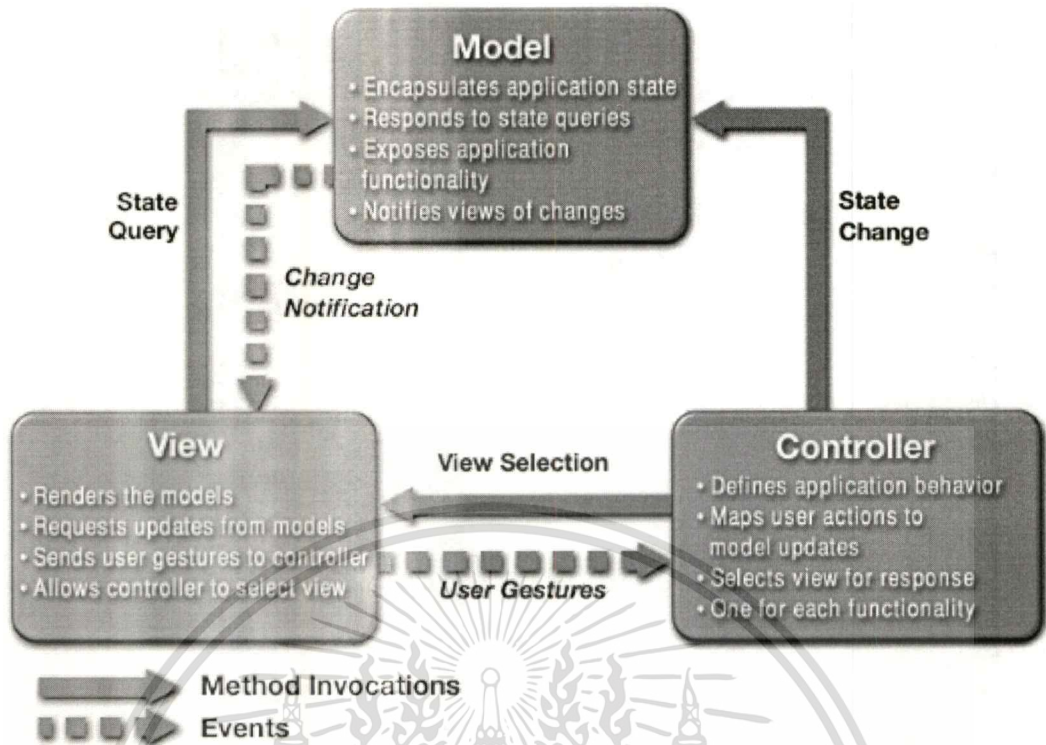 Model
• Encapsulates application state
• Responds to state queries
• Exposes application
functionality
• Notifies views of changes
State
Query
Change
Notification
State
Change
View
• Renders the models
• Requests updates from models
• Sends user gestures to controller
• Allows controller to select view
View Selection
User Gestures
Controller
• Defines application behavior
• Maps user actions to
model updates
• Selects view for response
• One for each functionality
Method Invocations
Events